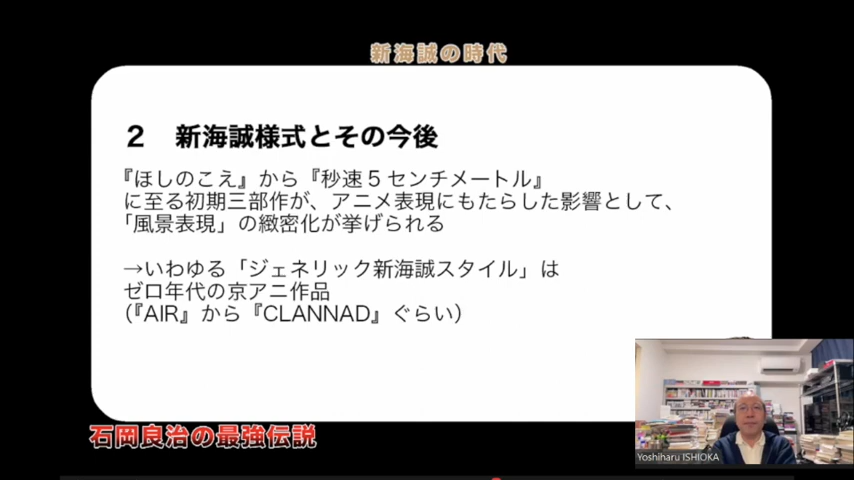 新海誠の時代
2 新海誠様式とその今後
『ほしのこえ』から『秒速5センチメートル』
に至る初期三部作が、アニメ表現にもたらした影響として、
「風景表現」の緻密化が挙げられる
→いわゆる「ジェネリック新海誠スタイル」は
ゼロ年代の京アニ作品
(『AIR』から『CLANNAD』ぐらい)
石岡良治の最強伝説
Yoshiharu ISHIOKA